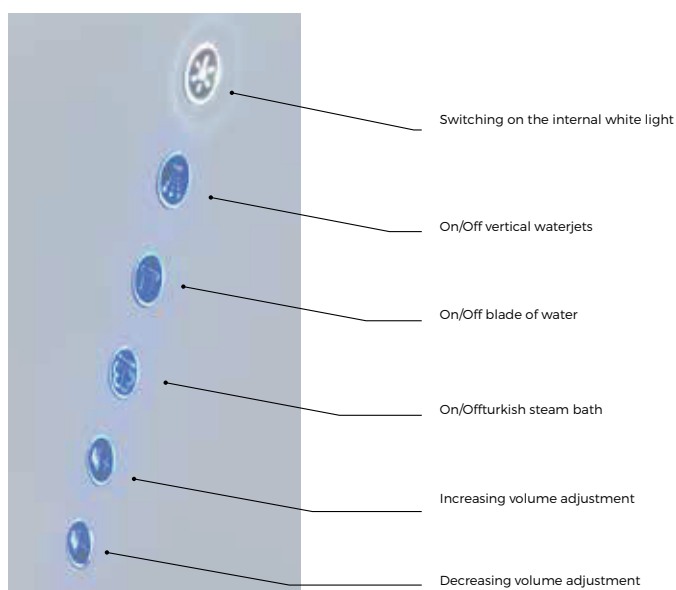 Switching on the internal white light
On/Off vertical waterjets
On/Off blade of water
On/Offturkish steam bath
Increasing volume adjustment
Decreasing volume adjustment